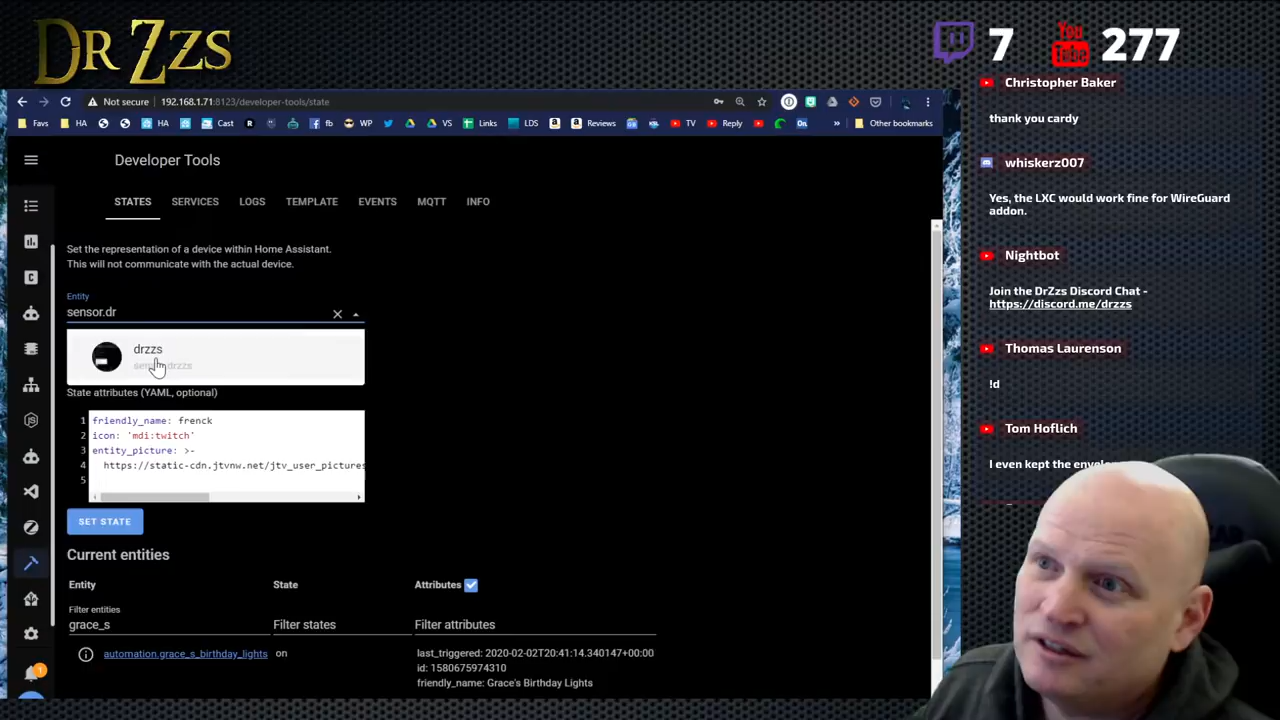 DR ZZS
7
You
Tube
277
Not secure
192.168.1.71:8123/developer-tools/state
Favs
HA
HA
Cast
R
fb
WP
VS
Links
LDS
Reviews
TV
Reply
On
»
Other bookmarks
Developer Tools
STATES
SERVICES
LOGS
TEMPLATE
EVENTS
MQTT
INFO
Set the representation of a device within Home Assistant.
This will not communicate with the actual device.
Entity
sensor.dr
drzzs
State attributes (YAML, optional)
1 friendly_name: frenck
2 icon: 'mdi:twitch'
3 entity_picture: >-
4 https://static-cdn.jtvnw.net/jtv_user_pictures
5
SET STATE
Current entities
Entity
State
Attributes
Filter entities
grace_s
Filter states
Filter attributes
automation.grace_s_birthday_lights
on
last_triggered: 2020-02-02T20:41:14.340147+00:00
id: 1580675974310
friendly_name: Grace's Birthday Lights
1
Christopher Baker
thank you cardy
whiskerz007
Yes, the LXC would work fine for WireGuard
addon.
Nightbot
Join the DrZzs Discord Chat -
https://discord.me/drzzs
Thomas Laurenson
!d
Tom Hoflich
I even kept the